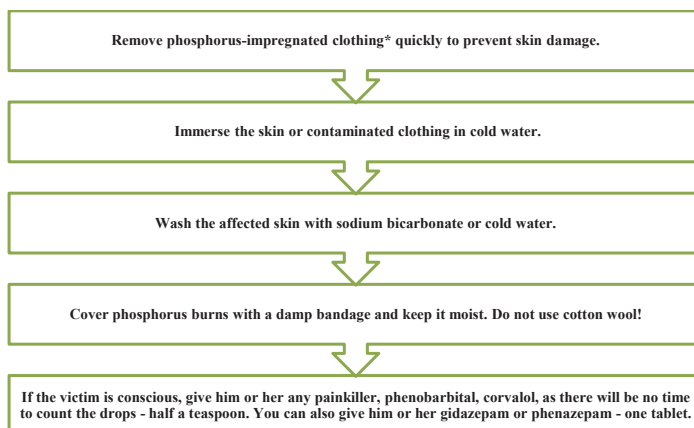 Remove phosphorus-impregnated clothing* quickly to prevent skin damage.
Immerse the skin or contaminated clothing in cold water.
Wash the affected skin with sodium bicarbonate or cold water.
Cover phosphorus burns with a damp bandage and keep it moist. Do not use cotton wool!
If the victim is conscious, give him or her any painkiller, phenobarbital, corvalol, as there will be no time
to count the drops - half a teaspoon. You can also give him or her gidazepam or phenazepam - one tablet.